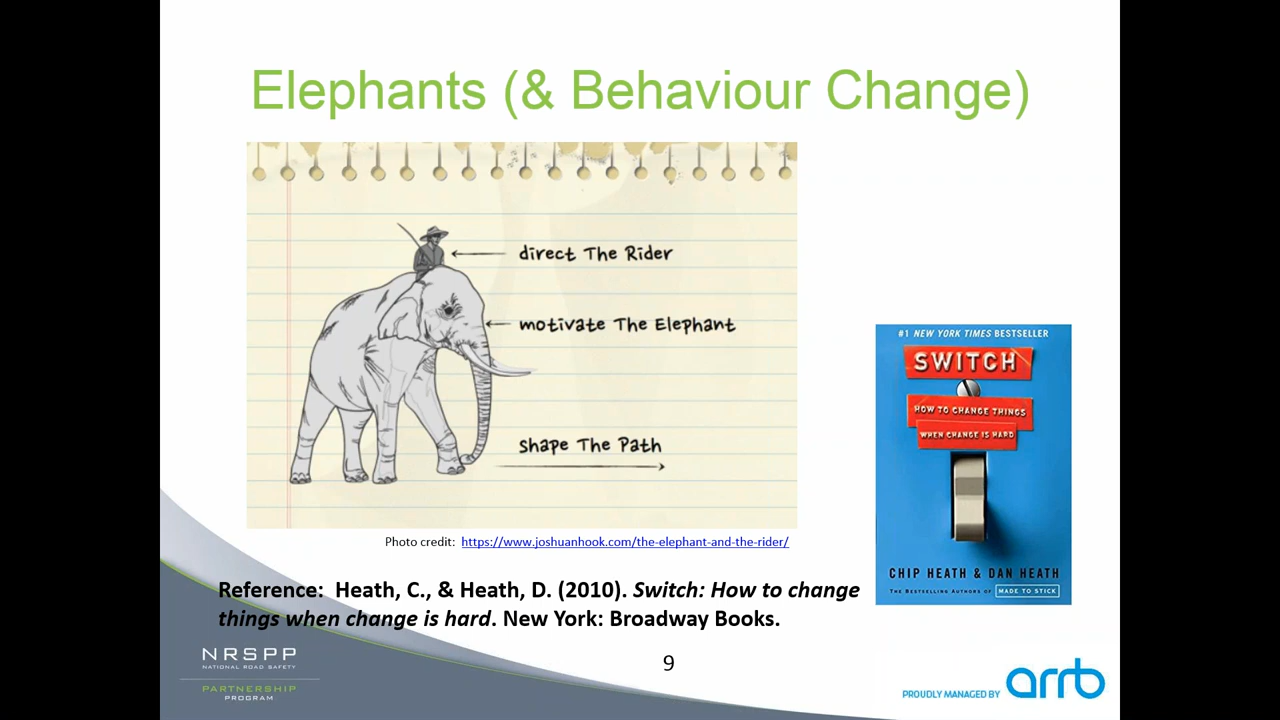 Elephants (& Behaviour Change)
direct The Rider
motivate The Elephant
shape The Path
#1 NEW YORK TIMES BESTSELLER
SWITCH
HOW TO CHANGE THINGS
WHEN CHANGE IS HARD
CHIP HEATH & DAN HEATH
THE BESTSELLING AUTHORS OF MADE TO STICK
Photo credit: https://www.joshuanhook.com/the-elephant-and-the-rider/
Reference: Heath, C., & Heath, D. (2010). Switch: How to change
things when change is hard. New York: Broadway Books.
NRSPP
NATIONAL ROAD SAFETY
PARTNERSHIP
PROGRAM
9
PROUDLY MANAGED BY arrb